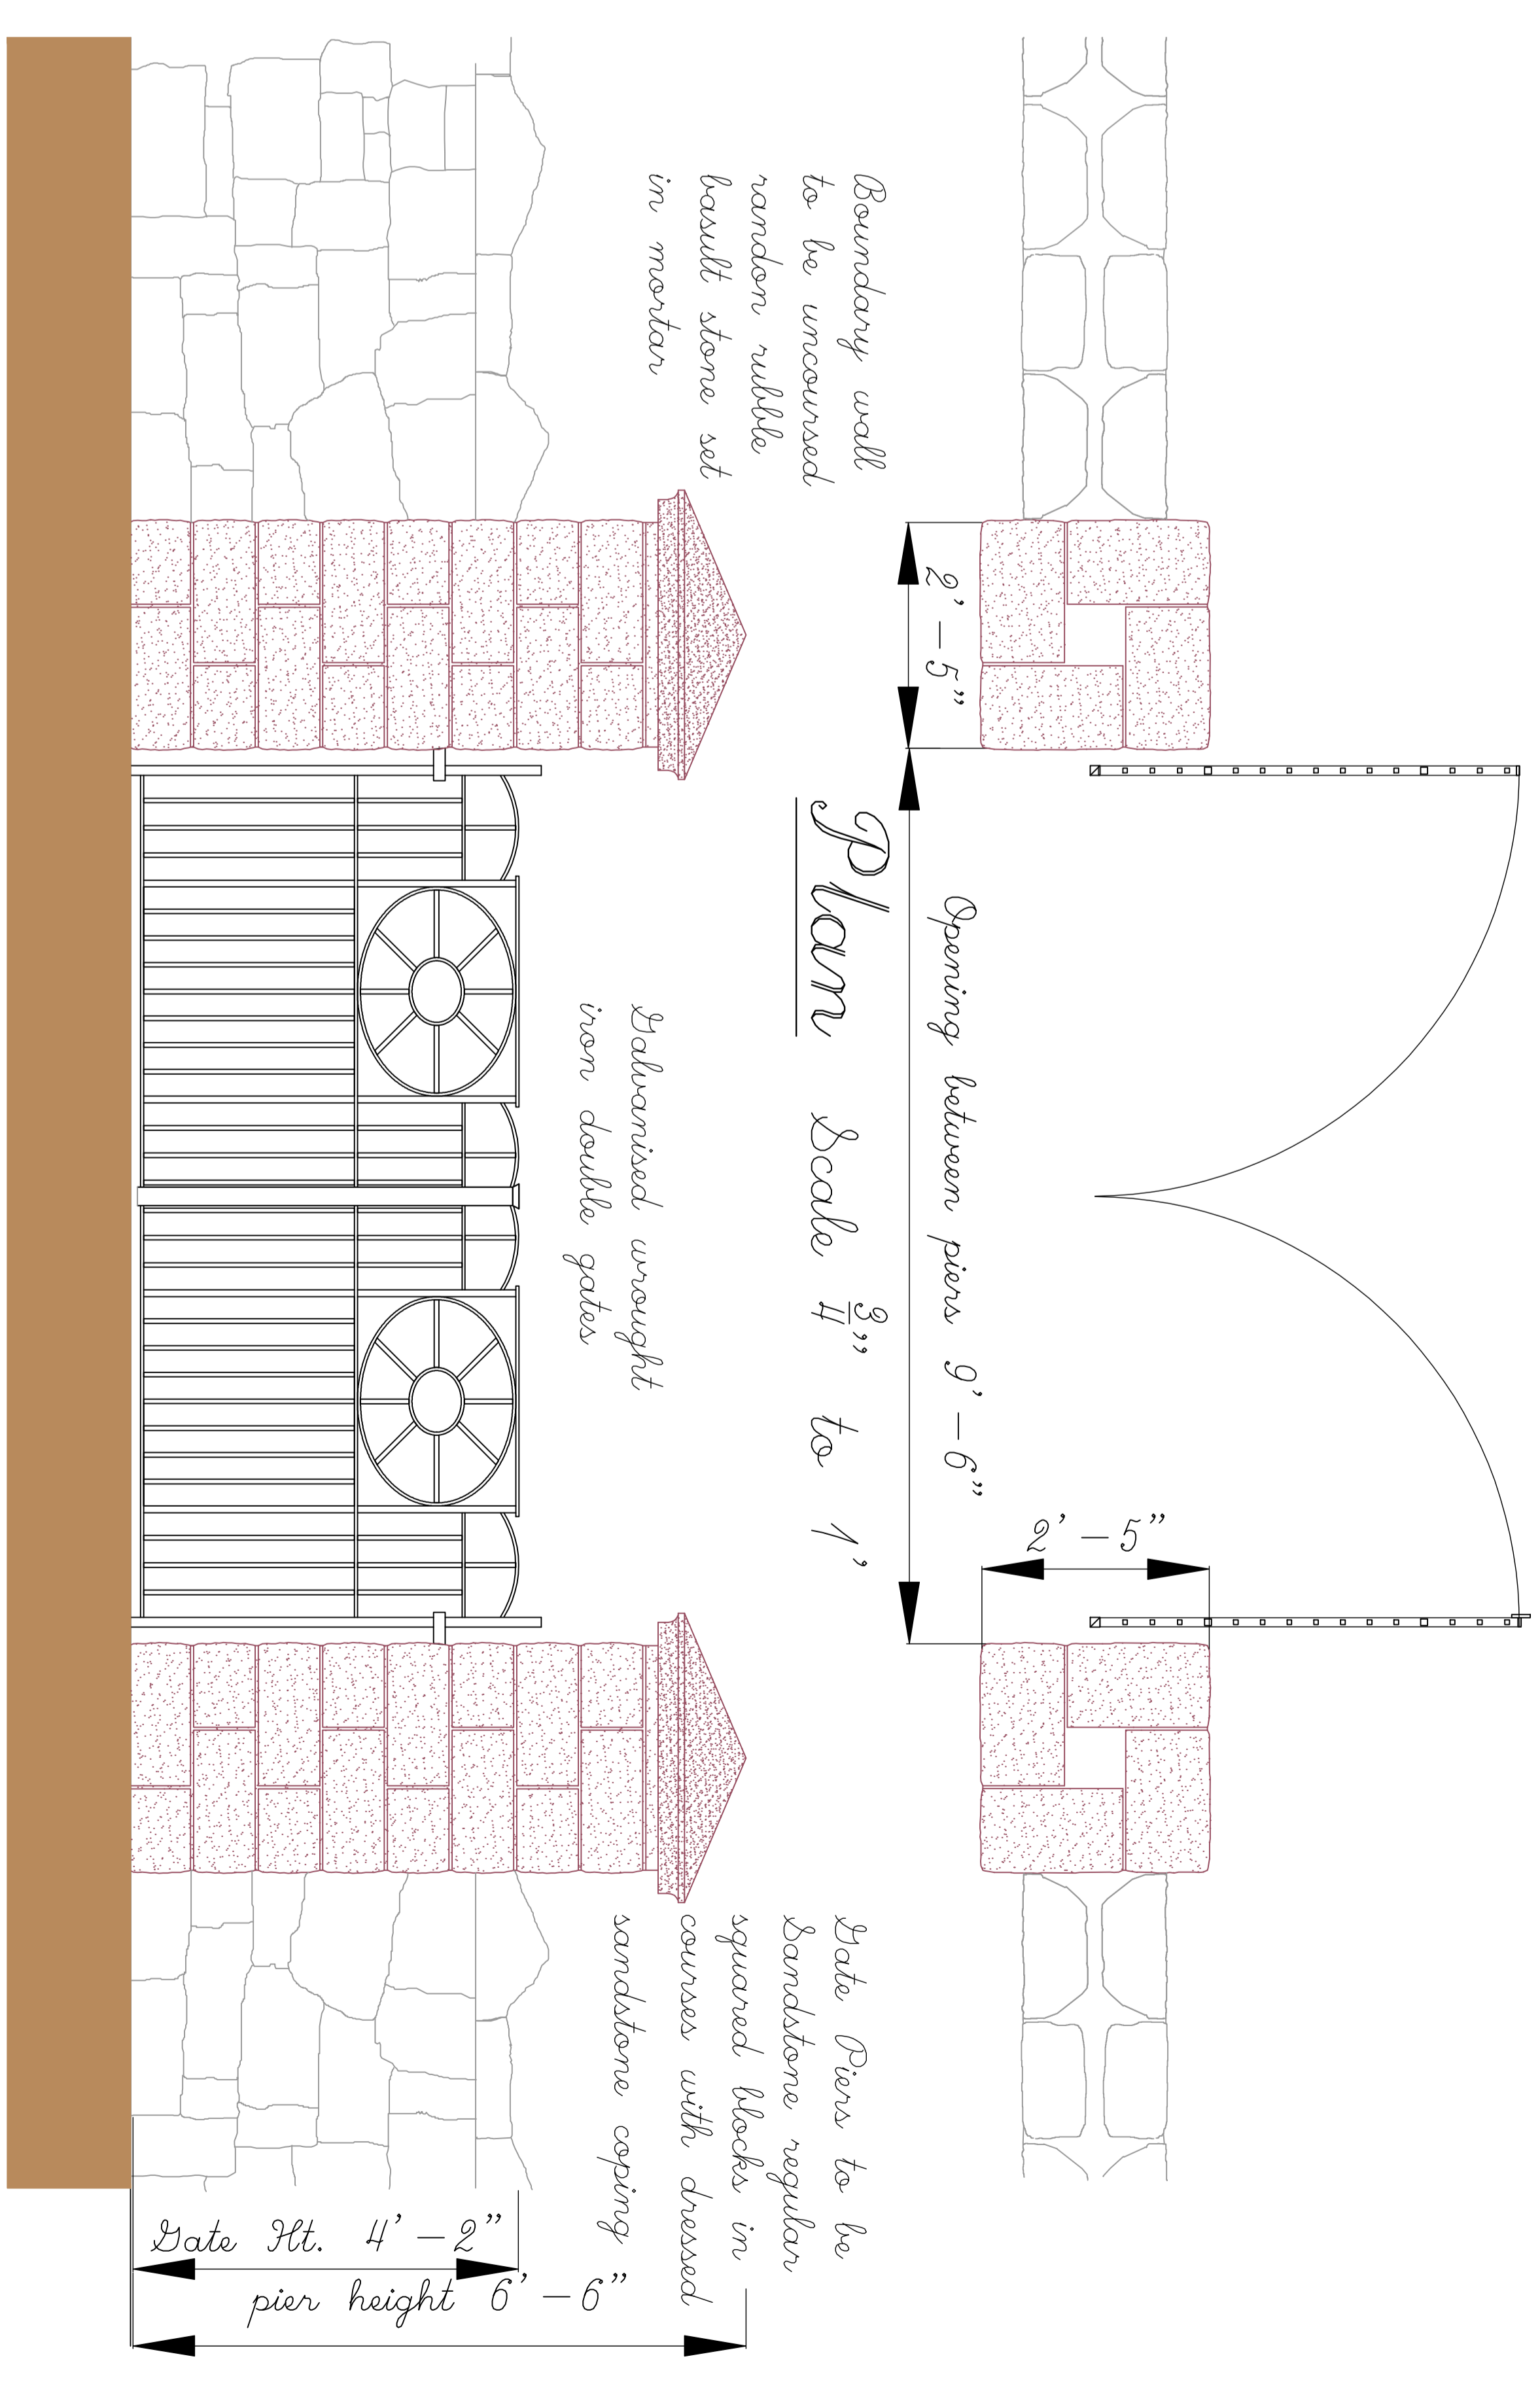 Boundary wall
to be uncoursed
randon rubble
basult stone set
in mortar
2'-5"
Opening between piers 9'-6"
2'-5"
Plan Scale 3/4" to 1'
Galvanised wrought
iron double gates
Gate Piers to be
Sandstone regular
squared blocks in
courses with dressed
sandstone coping
Gate Ht. 4'-2"
pier height 6'-6"